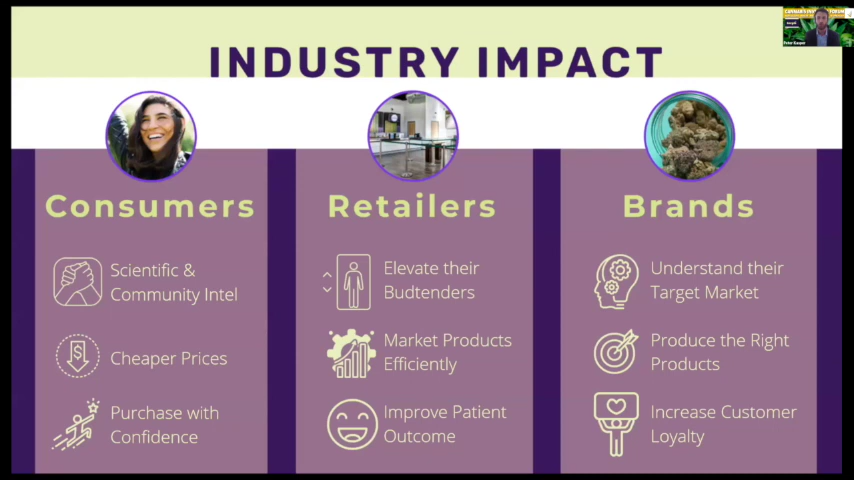 INDUSTRY IMPACT
Consumers
Scientific &
Community Intel
Cheaper Prices
Purchase with
Confidence
Retailers
Elevate their
Budtenders
Market Products
Efficiently
Improve Patient
Outcome
Brands
Understand their
Target Market
Produce the Right
Products
Increase Customer
Loyalty